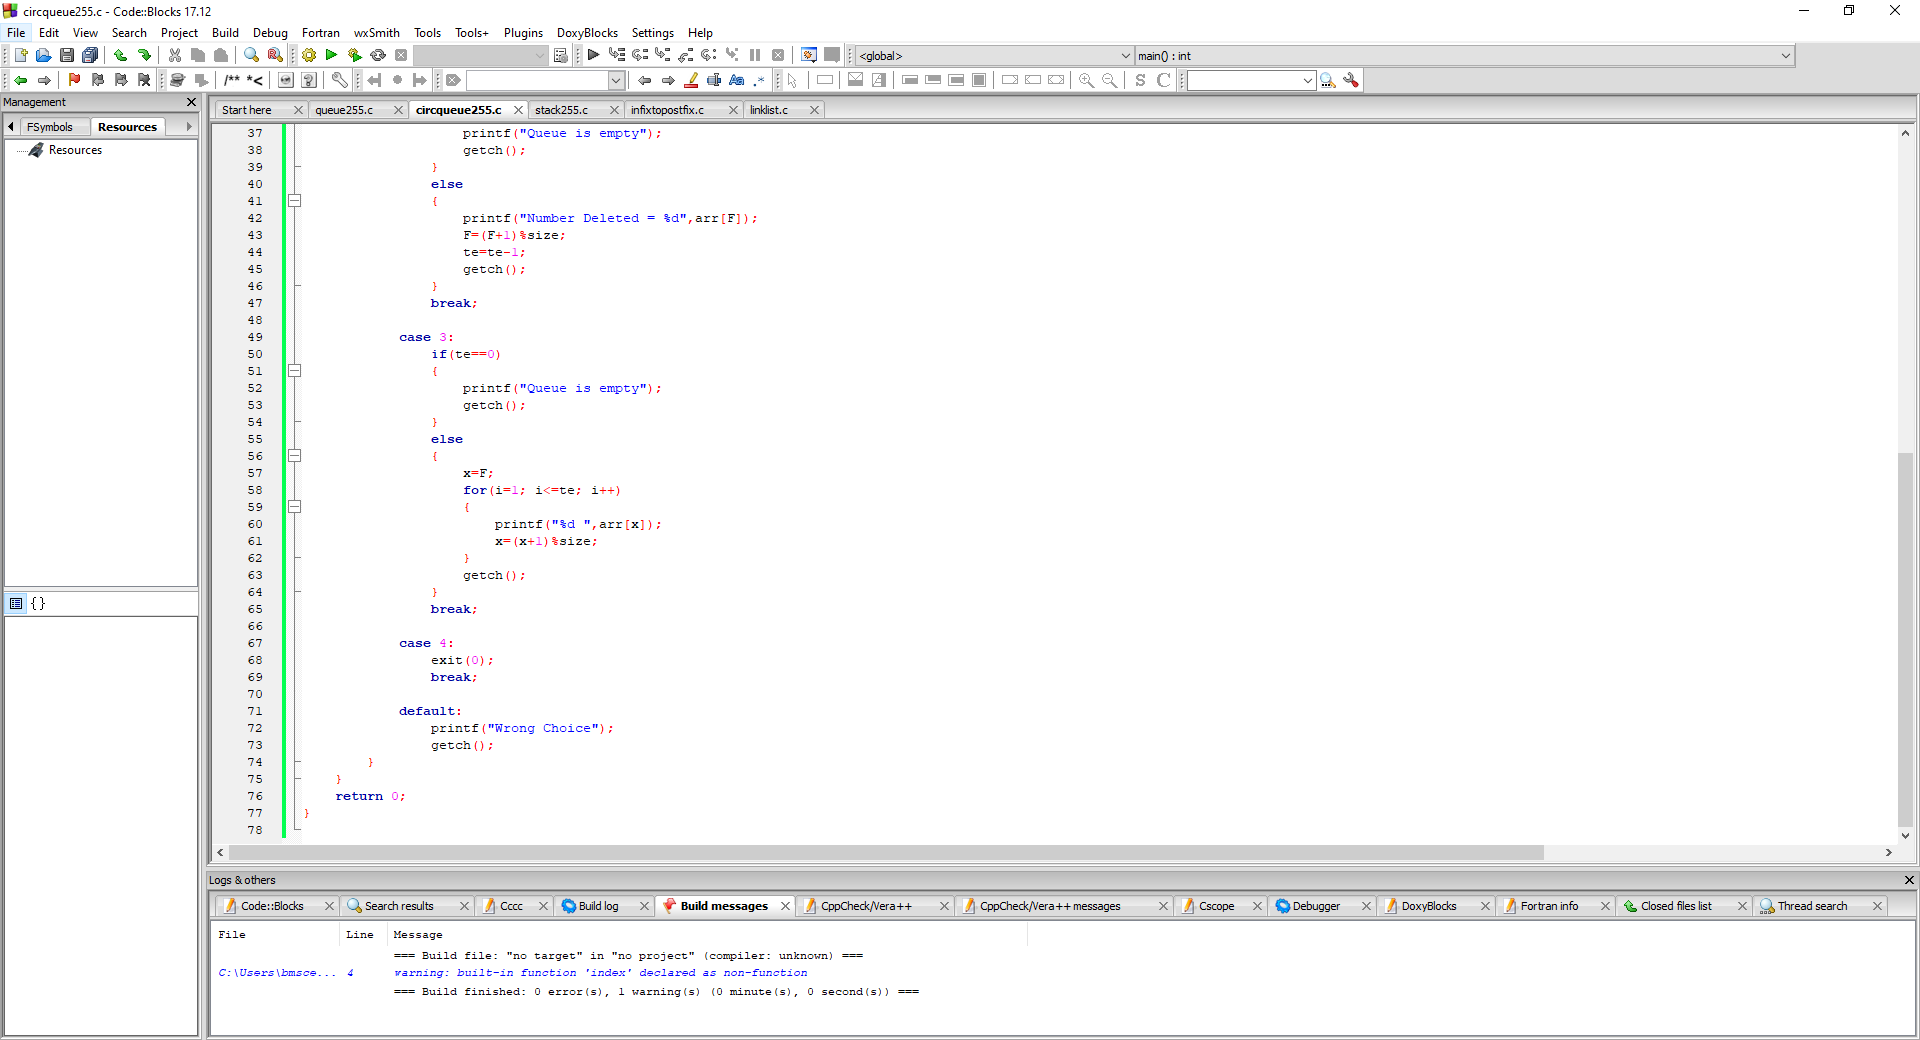 circqueue255.c - Code::Blocks 17.12
File Edit View Search Project Build Debug Fortran wxSmith Tools Tools+ Plugins DoxyBlocks Settings Help
<global>
main() : int
/** *<
Aa .*
S C
Management
FSymbols Resources
Resources
{}
Start here queue255.c circqueue255.c stack255.c infixtopostfix.c linklist.c
37 printf("Queue is empty");
38 getch();
39 }
40 else
41 {
42 printf("Number Deleted = %d",arr[F]);
43 F=(F+1)%size;
44 te=te-1;
45 getch();
46 }
47 break;
48
49 case 3:
50 if(te==0)
51 {
52 printf("Queue is empty");
53 getch();
54 }
55 else
56 {
57 x=F;
58 for(i=1; i<=te; i++)
59 {
60 printf("%d ",arr[x]);
61 x=(x+1)%size;
62 }
63 getch();
64 }
65 break;
66
67 case 4:
68 exit(0);
69 break;
70
71 default:
72 printf("Wrong Choice");
73 getch();
74 }
75 }
76 return 0;
77 }
78
Logs & others
Code::Blocks Search results Cccc Build log Build messages CppCheck/Vera++ CppCheck/Vera++ messages Cscope Debugger DoxyBlocks Fortran info Closed files list Thread search
File Line Message
=== Build file: "no target" in "no project" (compiler: unknown) ===
C:\Users\bmsce... 4 warning: built-in function 'index' declared as non-function
=== Build finished: 0 error(s), 1 warning(s) (0 minute(s), 0 second(s)) ===